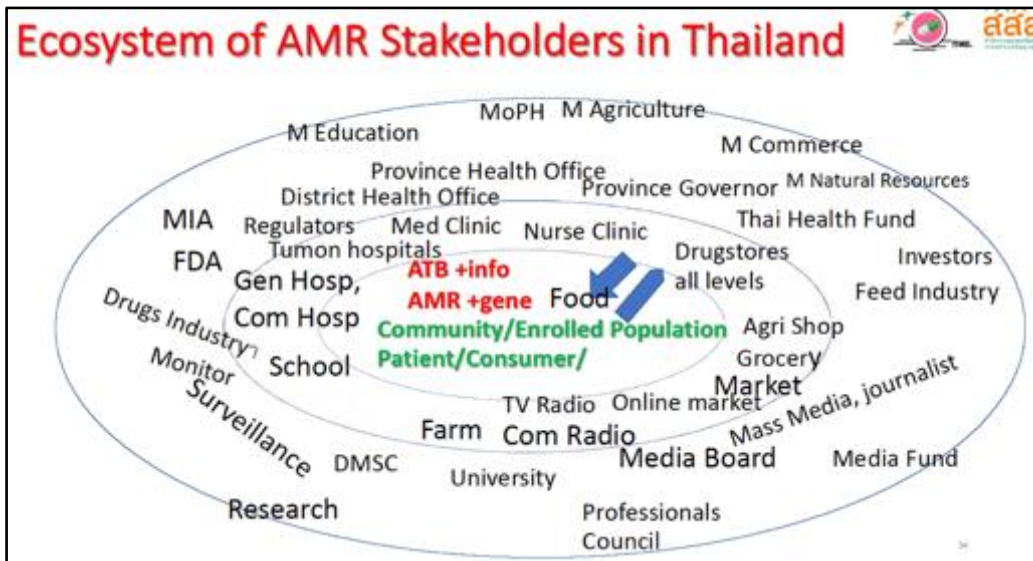 Ecosystem of AMR Stakeholders in Thailand
สสส
MoPH
M Agriculture
M Education
M Commerce
Province Health Office
Province Governor
M Natural Resources
District Health Office
MIA
Regulators
Med Clinic
Nurse Clinic
Thai Health Fund
Tumon hospitals
Drugstores
all levels
FDA
ATB +info
Investors
Gen Hosp,
AMR +gene
Food
Feed Industry
Drugs Industry
Com Hosp
Community/Enrolled Population
Agri Shop
Monitor
School
Patient/Consumer/
Grocery
Market
Surveillance
TV Radio
Online market
Mass Media, journalist
Farm
Com Radio
DMSC
University
Media Board
Media Fund
Research
Professionals
Council